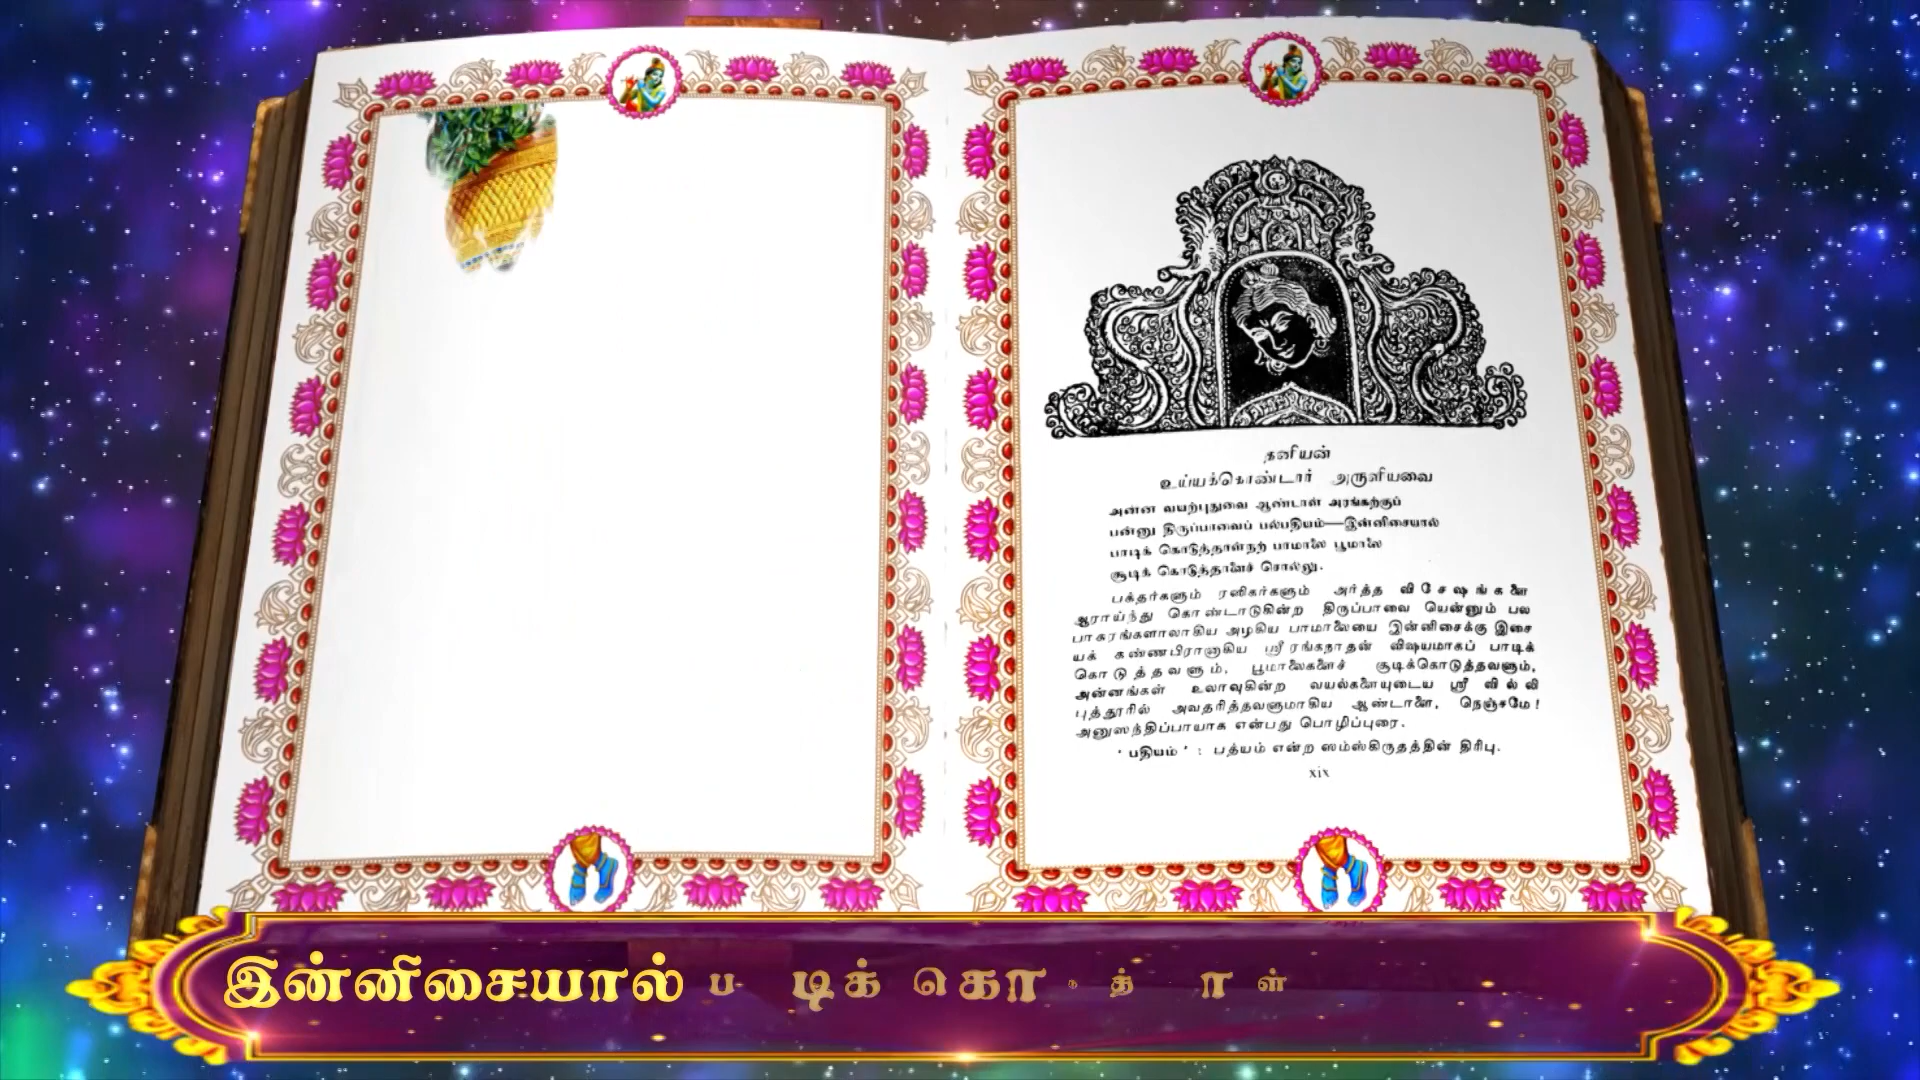 தனியன்
உய்யக்கொண்டார் அருளியவை
அன்ன வயற்புதுவை ஆண்டாள் அரங்கற்குப்
பன்னு திருப்பாவைப் பல்பதியம்—இன்னிசையால்
பாடிக் கொடுத்தாள்நற் பாமாலை பூமாலை
சூடிக் கொடுத்தாளைச் சொல்லு.
பக்தர்களும் ரஸிகர்களும் அர்த்த விசேஷங்களை
ஆராய்ந்து கொண்டாடுகின்ற திருப்பாவை யென்னும் பல
பாசுரங்களாலாகிய அழகிய பாமாலையை இன்னிசைக்கு இசை
யக் கண்ணபிரானாகிய ஸ்ரீரங்கநாதன் விஷயமாகப் பாடிக்
கொடுத்தவளும், பூமாலைகளைச் சூடிக்கொடுத்தவளும்,
அன்னங்கள் உலாவுகின்ற வயல்களையுடைய ஸ்ரீ வில்லி
புத்தூரில் அவதரித்தவளுமாகிய ஆண்டாளை, நெஞ்சமே!
அனுஸந்திப்பாயாக என்பது பொழிப்புரை.
' பதியம் ' : பத்யம் என்ற ஸம்ஸ்கிருதத்தின் திரிபு.
xix
இன்னிசையால் பாடிக் கொடுத்தாள்